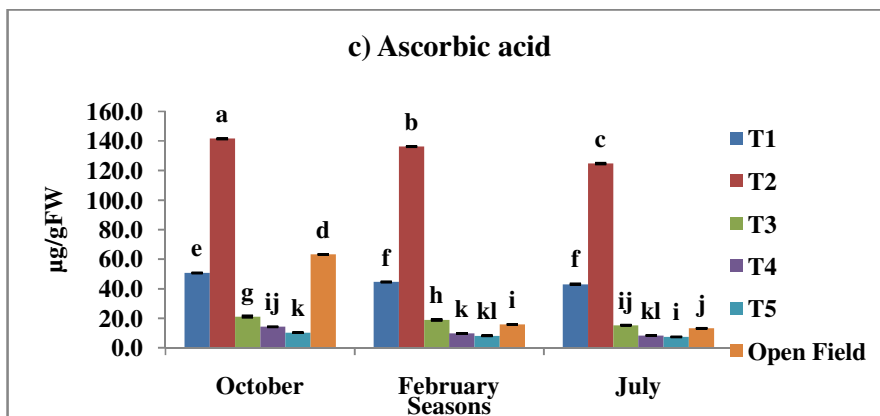 c) Ascorbic acid
160.0
140.0
120.0
100.0
80.0
60.0
40.0
20.0
0.0
µg/gFW
a
e
g
ij
k
d
b
f
h
k
kl
i
c
f
ij
kl
i
j
October
February
July
Seasons
T1
T2
T3
T4
T5
Open Field